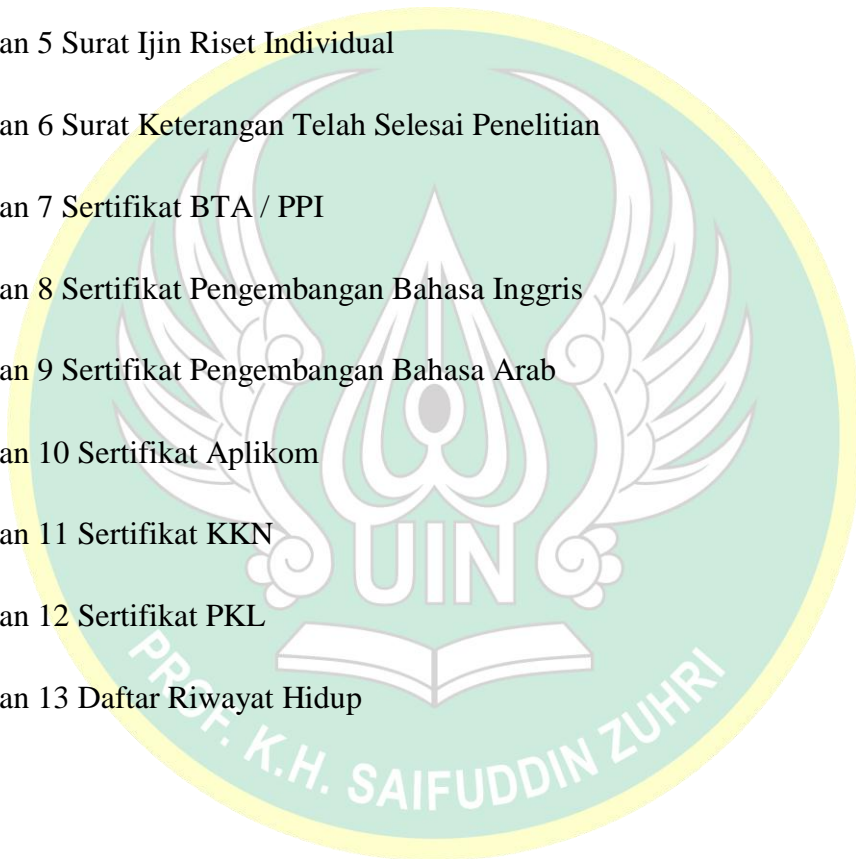 an 5 Surat Ijin Riset Individual
an 6 Surat Keterangan Telah Selesai Penelitian
an 7 Sertifikat BTA / PPI
an 8 Sertifikat Pengembangan Bahasa Inggris
an 9 Sertifikat Pengembangan Bahasa Arab
an 10 Sertifikat Aplikom
an 11 Sertifikat KKN
an 12 Sertifikat PKL
an 13 Daftar Riwayat Hidup
UIN
PROF. K.H. SAIFUDDIN ZUHRI